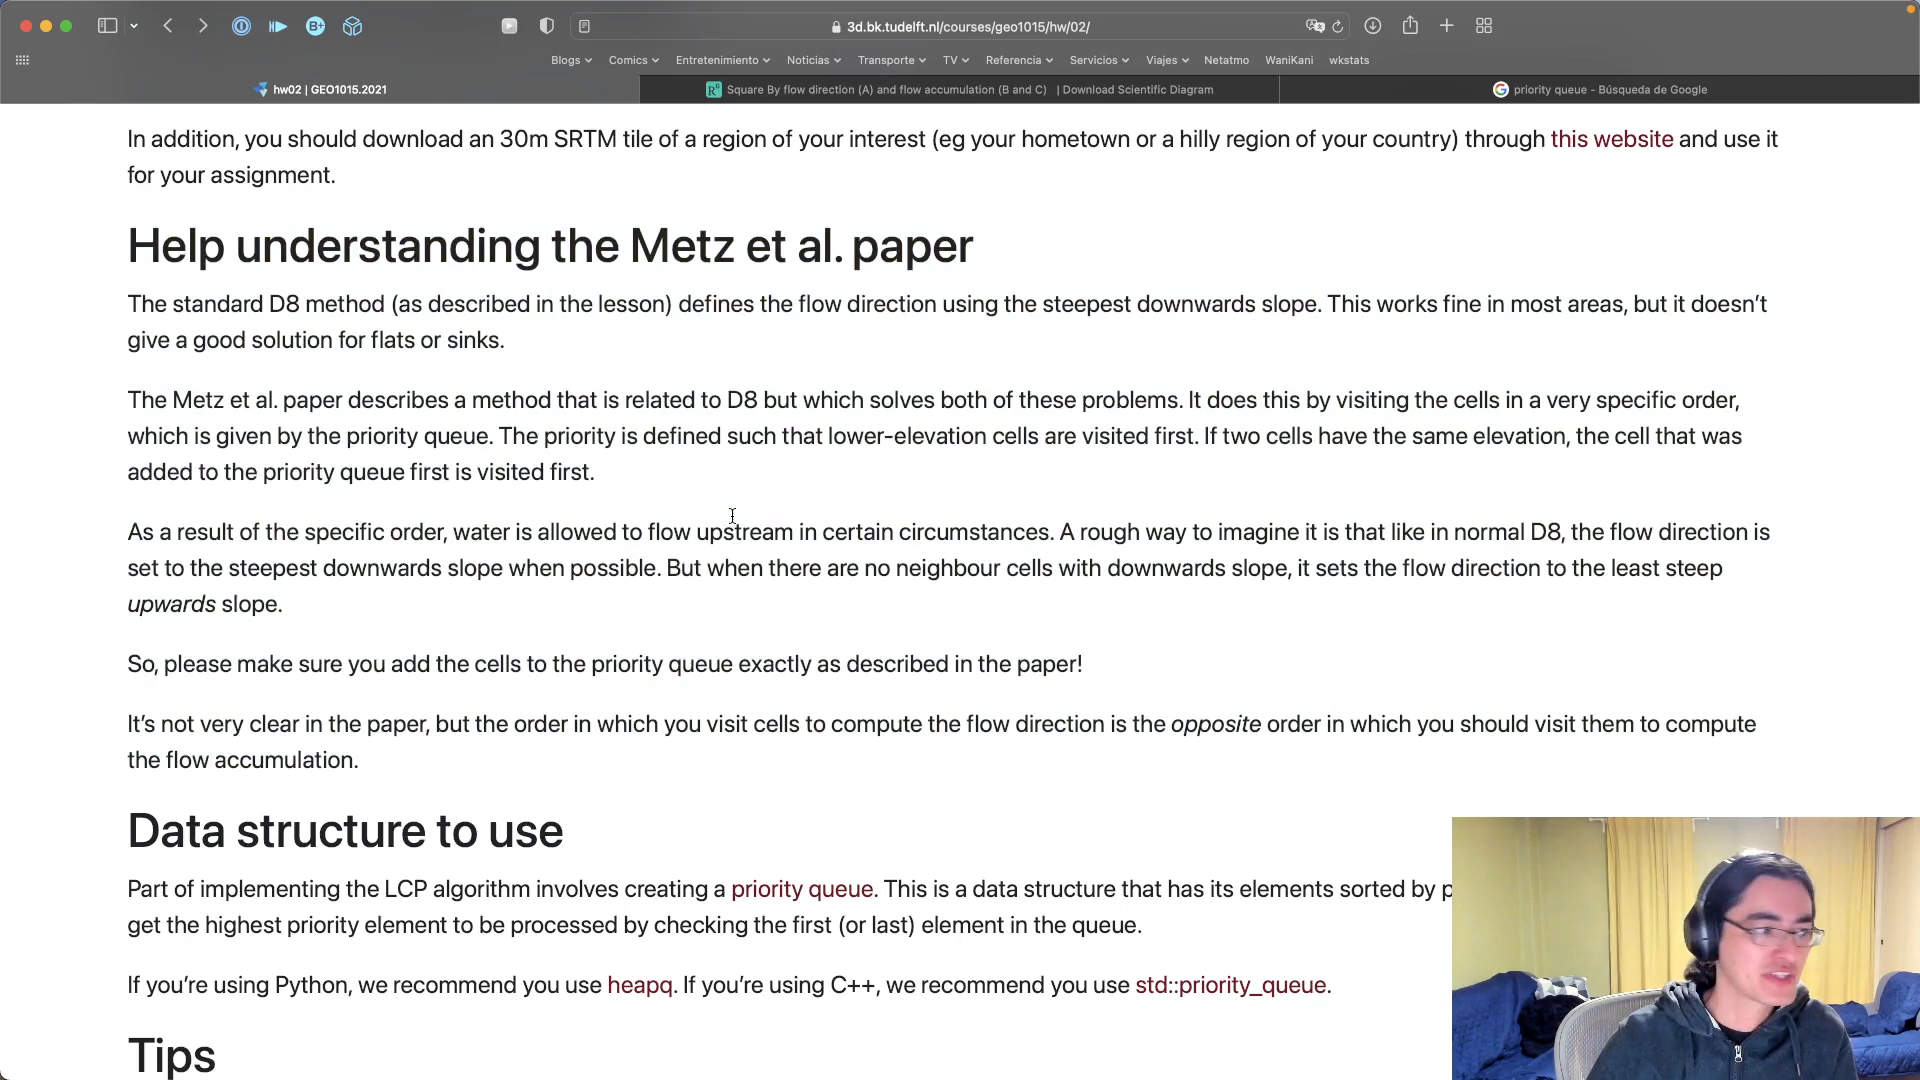 3d.bk.tudelft.nl/courses/geo1015/hw/02/
Blogs Comics Entretenimiento Noticias Transporte TV Referencia Servicios Viajes Netatmo WaniKani wkstats
hw02 | GEO1015.2021
Square By flow direction (A) and flow accumulation (B and C) | Download Scientific Diagram
priority queue - Búsqueda de Google
In addition, you should download an 30m SRTM tile of a region of your interest (eg your hometown or a hilly region of your country) through this website and use it
for your assignment.
Help understanding the Metz et al. paper
The standard D8 method (as described in the lesson) defines the flow direction using the steepest downwards slope. This works fine in most areas, but it doesn’t
give a good solution for flats or sinks.
The Metz et al. paper describes a method that is related to D8 but which solves both of these problems. It does this by visiting the cells in a very specific order,
which is given by the priority queue. The priority is defined such that lower-elevation cells are visited first. If two cells have the same elevation, the cell that was
added to the priority queue first is visited first.
As a result of the specific order, water is allowed to flow upstream in certain circumstances. A rough way to imagine it is that like in normal D8, the flow direction is
set to the steepest downwards slope when possible. But when there are no neighbour cells with downwards slope, it sets the flow direction to the least steep
upwards slope.
So, please make sure you add the cells to the priority queue exactly as described in the paper!
It’s not very clear in the paper, but the order in which you visit cells to compute the flow direction is the opposite order in which you should visit them to compute
the flow accumulation.
Data structure to use
Part of implementing the LCP algorithm involves creating a priority queue. This is a data structure that has its elements sorted by p
get the highest priority element to be processed by checking the first (or last) element in the queue.
If you’re using Python, we recommend you use heapq. If you’re using C++, we recommend you use std::priority_queue.
Tips